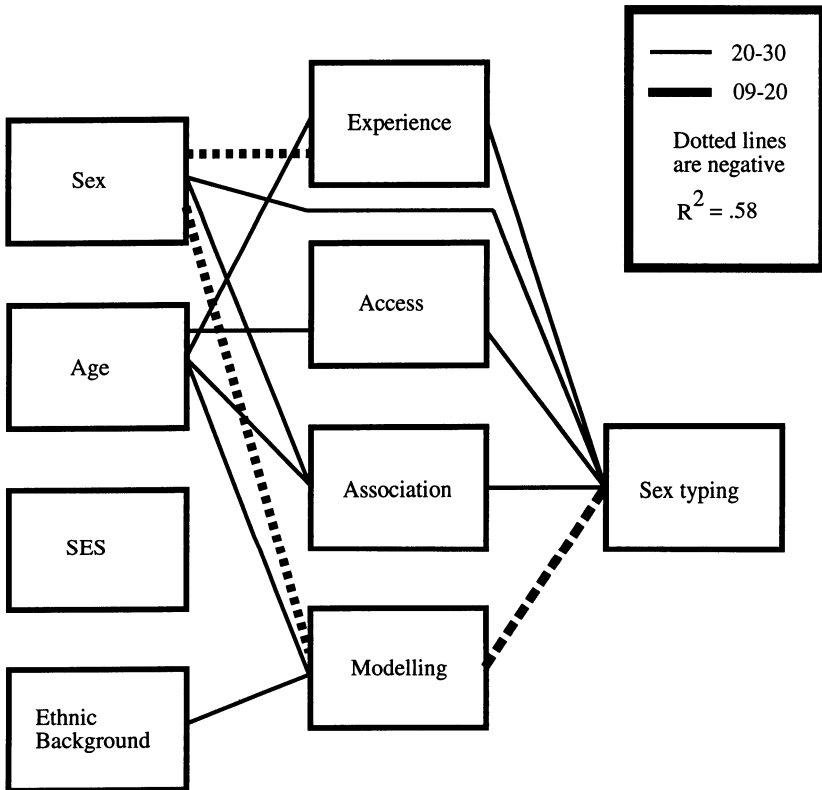 20-30
09-20
Dotted lines
are negative
R² = .58
Experience
Sex
Access
Age
Association
Sex typing
SES
Modelling
Ethnic
Background